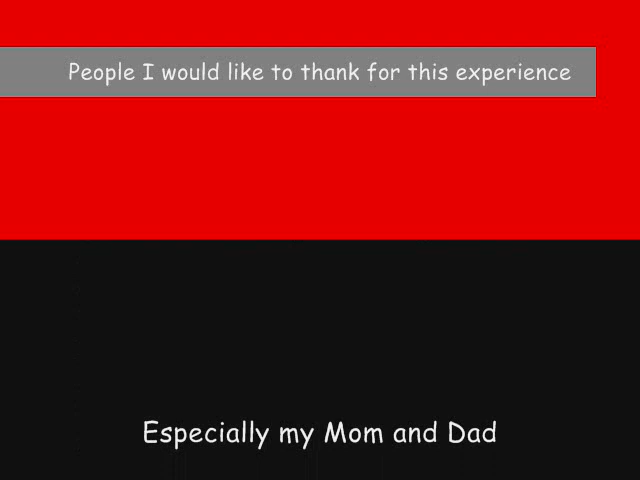 People I would like to thank for this experience
Especially my Mom and Dad